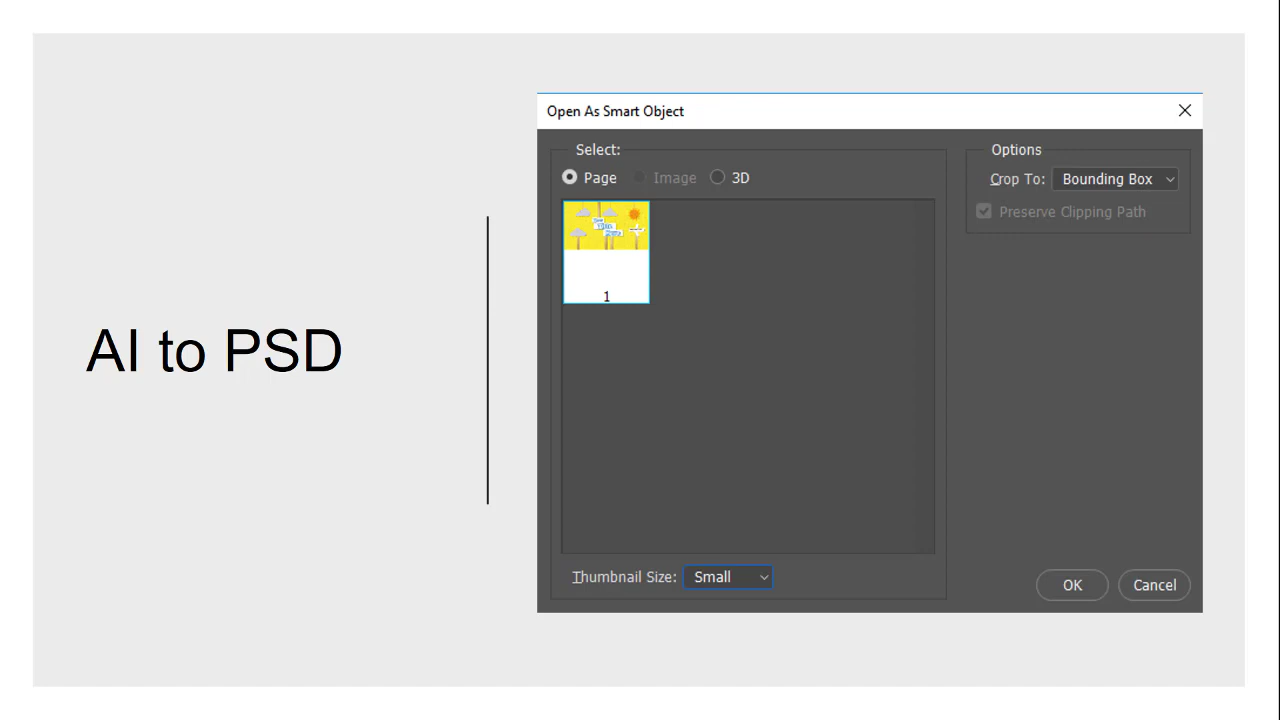 AI to PSD
Open As Smart Object
Select:
Page Image 3D
1
Thumbnail Size: Small
Options
Crop To: Bounding Box
Preserve Clipping Path
OK Cancel